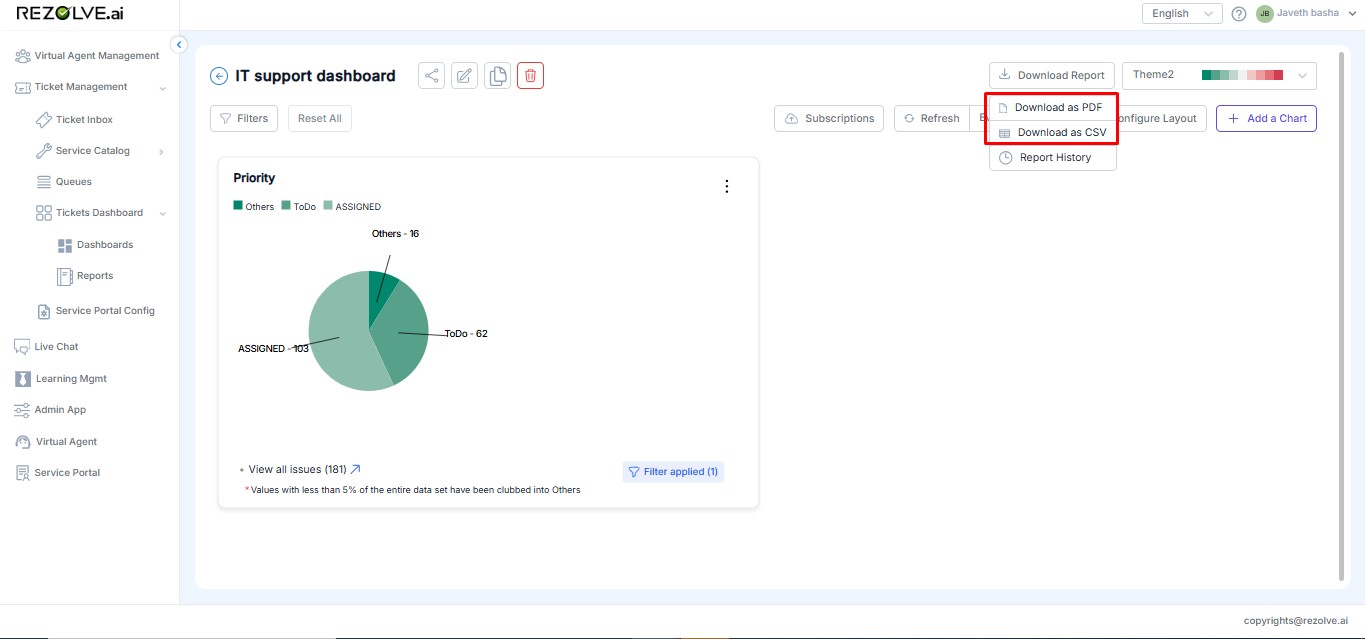 REZOLVE.ai
English
JB
Javeth basha
Virtual Agent Management
Ticket Management
Ticket Inbox
Service Catalog
Queues
Tickets Dashboard
Dashboards
Reports
Service Portal Config
Live Chat
Learning Mgmt
Admin App
Virtual Agent
Service Portal
IT support dashboard
Download Report
Theme2
Filters
Reset All
Subscriptions
Refresh
Download as PDF
Download as CSV
Report History
onfigure Layout
+ Add a Chart
Priority
Others ToDo ASSIGNED
Others - 16
ToDo - 62
ASSIGNED - 103
View all issues (181)
Filter applied (1)
* Values with less than 5% of the entire data set have been clubbed into Others
copyrights@rezolve.ai